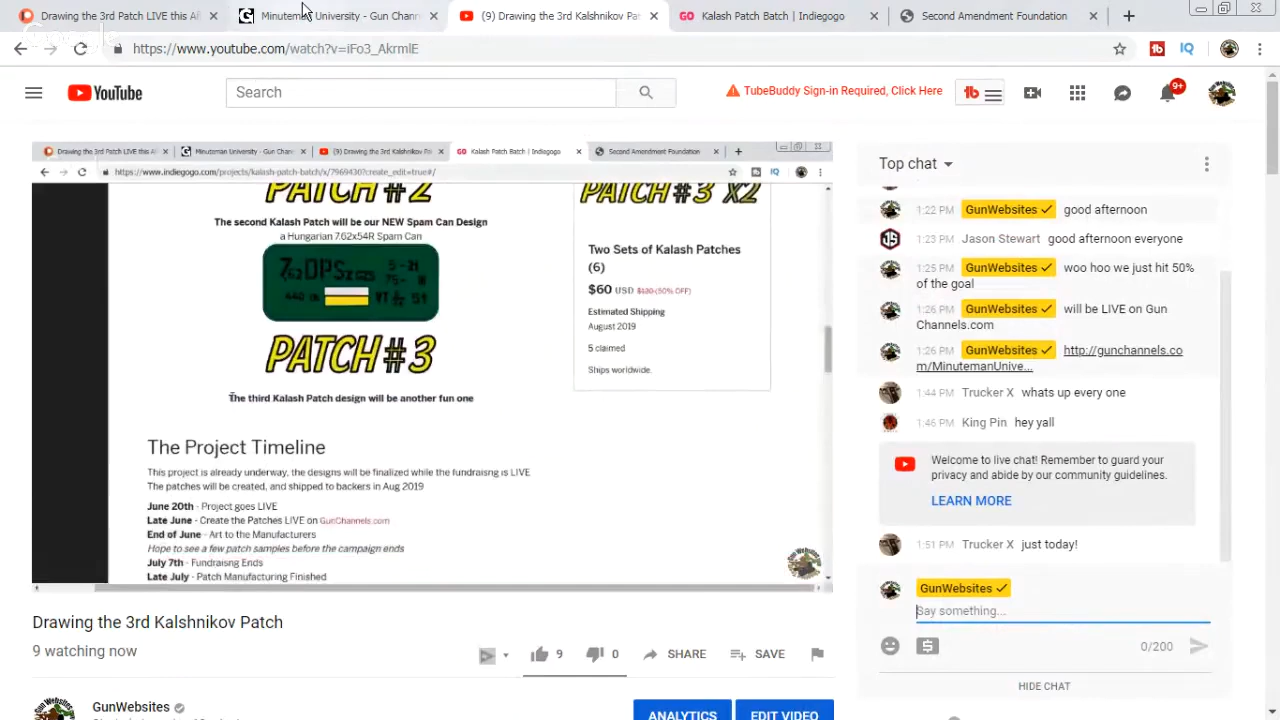 Drawing the 3rd Patch LIVE this Af
Minuteman University - Gun Chann
(9) Drawing the 3rd Kalshnikov Pat
GO Kalash Patch Batch | Indiegogo
Second Amendment Foundation
https://www.youtube.com/watch?v=iFo3_AkrmlE
YouTube
Search
TubeBuddy Sign-in Required, Click Here
9+
Drawing the 3rd Patch LIVE this Af
Minuteman University - Gun Chann
(9) Drawing the 3rd Kalshnikov Pa
GO Kalash Patch Batch | Indiegogo
Second Amendment Foundation
https://www.indiegogo.com/projects/kalash-patch-batch/x/7969430?create_edit=true#/
PATCH #2
The second Kalash Patch will be our NEW Spam Can Design
a Hungarian 7.62x54R Spam Can
PATCH #3
The third Kalash Patch design will be another fun one
PATCH #3 X2
Two Sets of Kalash Patches
(6)
$60 USD $120 (50% OFF)
Estimated Shipping
August 2019
5 claimed
Ships worldwide.
The Project Timeline
This project is already underway, the designs will be finalized while the fundraisng is LIVE
The patches will be created, and shipped to backers in Aug 2019
June 20th - Project goes LIVE
Late June - Create the Patches LIVE on GunChannels.com
End of June - Art to the Manufacturers
Hope to see a few patch samples before the campaign ends
July 7th - Fundraisng Ends
Late July - Patch Manufacturing Finished
Drawing the 3rd Kalshnikov Patch
9 watching now
9
0
SHARE
SAVE
GunWebsites
ANALYTICS
EDIT VIDEO
Top chat
1:22 PM GunWebsites good afternoon
1:23 PM Jason Stewart good afternoon everyone
1:25 PM GunWebsites woo hoo we just hit 50%
of the goal
1:26 PM GunWebsites will be LIVE on Gun
Channels.com
1:26 PM GunWebsites http://gunchannels.co
m/MinutemanUnive...
1:44 PM Trucker X whats up every one
1:46 PM King Pin hey yall
Welcome to live chat! Remember to guard your
privacy and abide by our community guidelines.
LEARN MORE
1:51 PM Trucker X just today!
GunWebsites
Say something...
0/200
HIDE CHAT